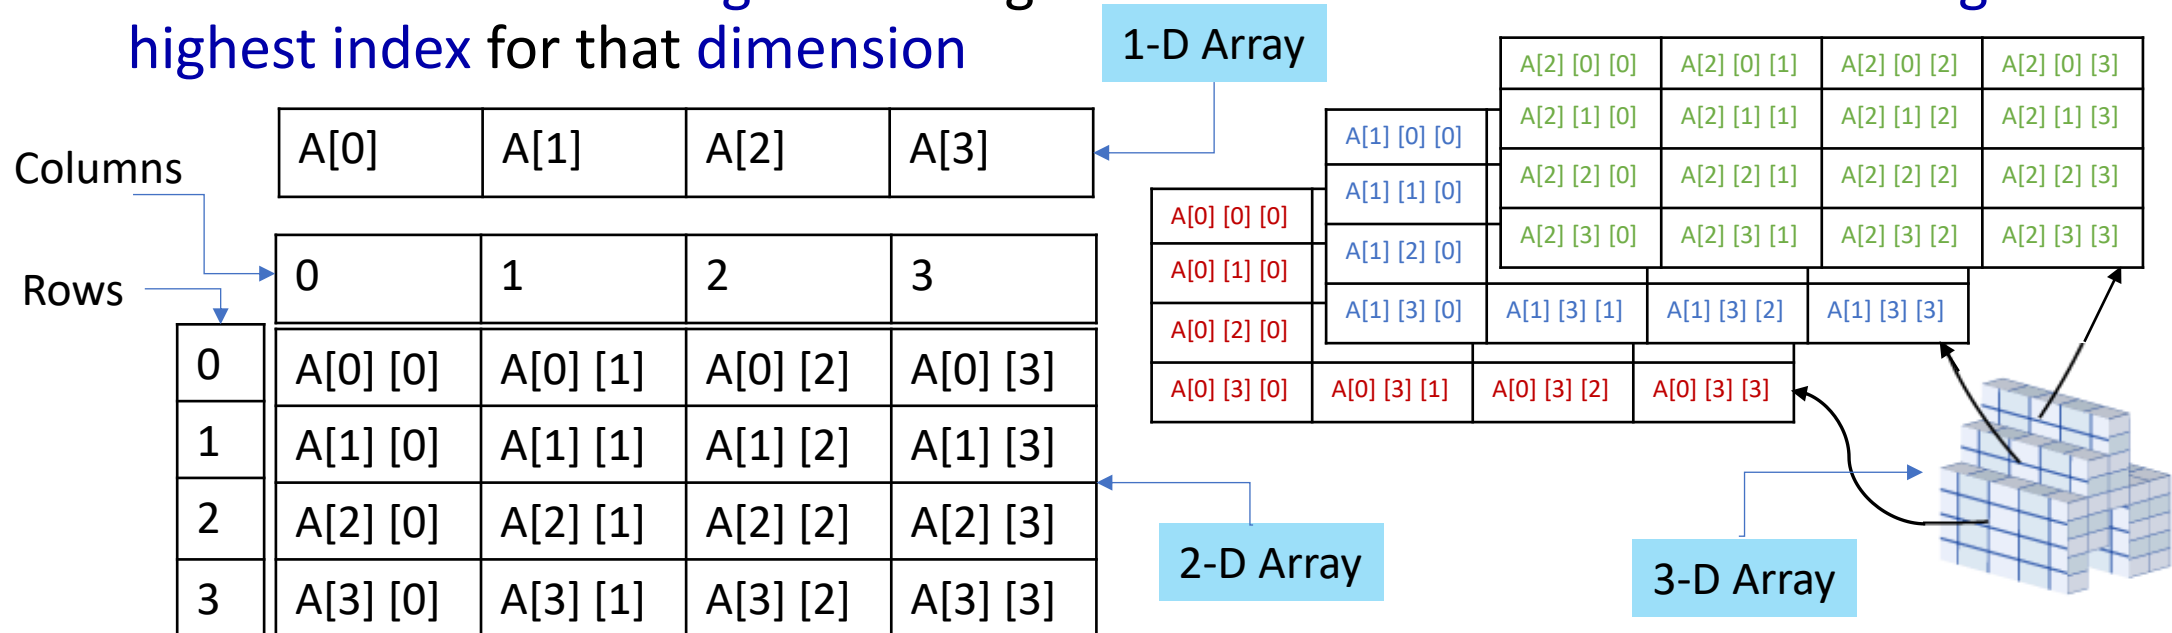 highest index for that dimension
1-D Array
A[0] A[1] A[2] A[3]
Columns
0 1 2 3
Rows
0 A[0] [0] A[0] [1] A[0] [2] A[0] [3]
1 A[1] [0] A[1] [1] A[1] [2] A[1] [3]
2 A[2] [0] A[2] [1] A[2] [2] A[2] [3]
3 A[3] [0] A[3] [1] A[3] [2] A[3] [3]
2-D Array
A[2] [0] [0] A[2] [0] [1] A[2] [0] [2] A[2] [0] [3]
A[2] [1] [0] A[2] [1] [1] A[2] [1] [2] A[2] [1] [3]
A[2] [2] [0] A[2] [2] [1] A[2] [2] [2] A[2] [2] [3]
A[2] [3] [0] A[2] [3] [1] A[2] [3] [2] A[2] [3] [3]
A[1] [0] [0]
A[1] [1] [0]
A[1] [2] [0]
A[1] [3] [0] A[1] [3] [1] A[1] [3] [2] A[1] [3] [3]
A[0] [0] [0]
A[0] [1] [0]
A[0] [2] [0]
A[0] [3] [0] A[0] [3] [1] A[0] [3] [2] A[0] [3] [3]
3-D Array